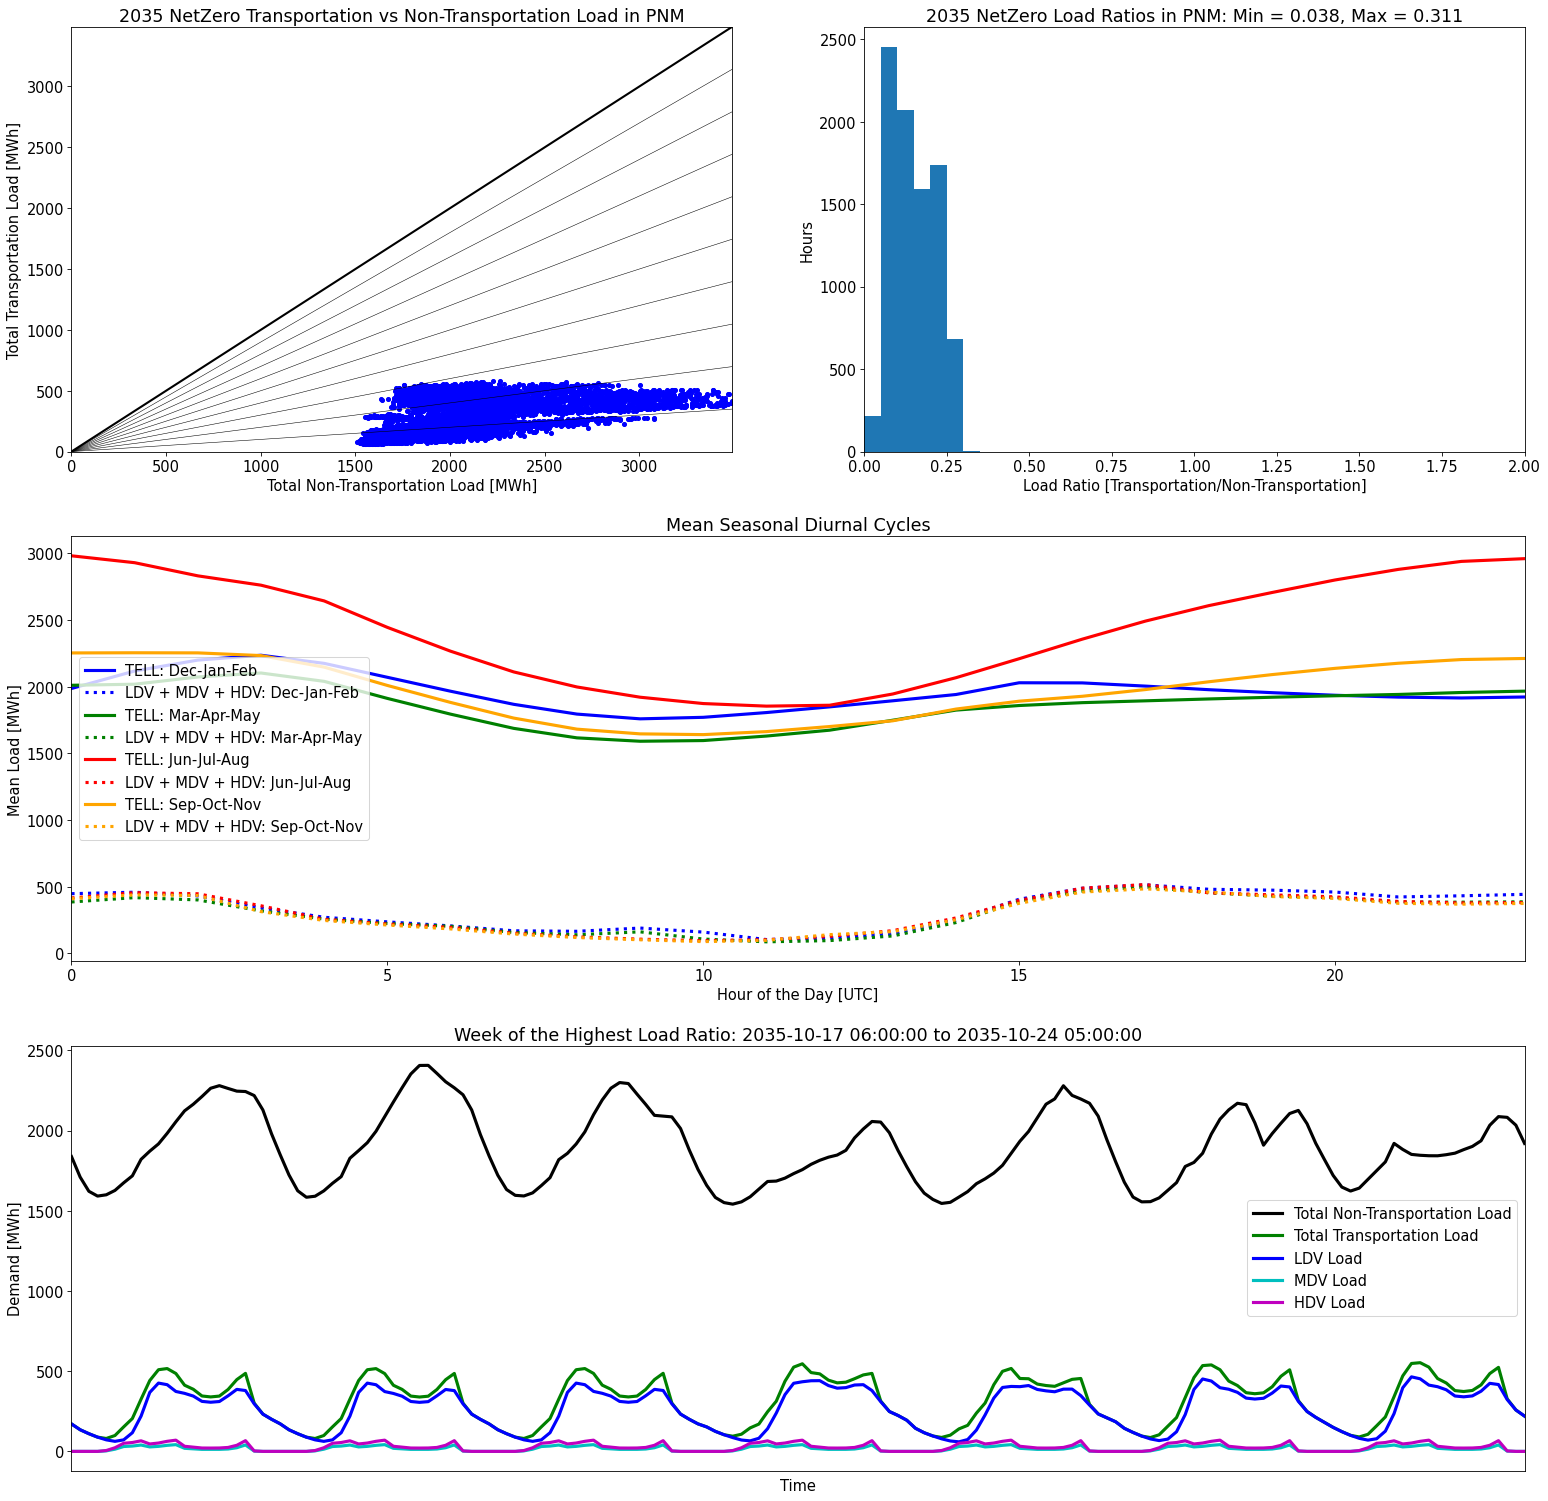 2035 NetZero Transportation vs Non-Transportation Load in PNM
Total Transportation Load [MWh]
3000
2500
2000
1500
1000
500
0
0 500 1000 1500 2000 2500 3000
Total Non-Transportation Load [MWh]
2035 NetZero Load Ratios in PNM: Min = 0.038, Max = 0.311
Hours
2500
2000
1500
1000
500
0
0.00 0.25 0.50 0.75 1.00 1.25 1.50 1.75 2.00
Load Ratio [Transportation/Non-Transportation]
Mean Seasonal Diurnal Cycles
Mean Load [MWh]
3000
2500
2000
1500
1000
500
0
TELL: Dec-Jan-Feb
LDV + MDV + HDV: Dec-Jan-Feb
TELL: Mar-Apr-May
LDV + MDV + HDV: Mar-Apr-May
TELL: Jun-Jul-Aug
LDV + MDV + HDV: Jun-Jul-Aug
TELL: Sep-Oct-Nov
LDV + MDV + HDV: Sep-Oct-Nov
0 5 10 15 20
Hour of the Day [UTC]
Week of the Highest Load Ratio: 2035-10-17 06:00:00 to 2035-10-24 05:00:00
Demand [MWh]
2500
2000
1500
1000
500
0
Total Non-Transportation Load
Total Transportation Load
LDV Load
MDV Load
HDV Load
Time